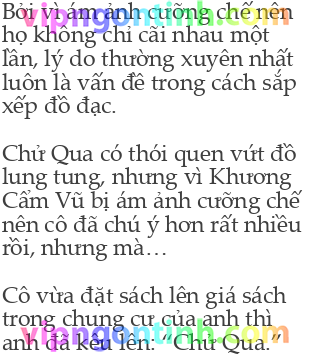 Bởi vì ám ảnh cưỡng chế nên
họ không chỉ cãi nhau một
lần, lý do thường xuyên nhất
luôn là vấn đề trong cách sắp
xếp đồ đạc.
Chử Qua có thói quen vứt đồ
lung tung, nhưng vì Khương
Cẩm Vũ bị ám ảnh cưỡng chế
nên cô đã chú ý hơn rất nhiều
rồi, nhưng mà…
Cô vừa đặt sách lên giá sách
trong chung cư của anh thì
anh đã kêu lên: “Chử Qua.”
vipngontinh.com
vipngontinh.com